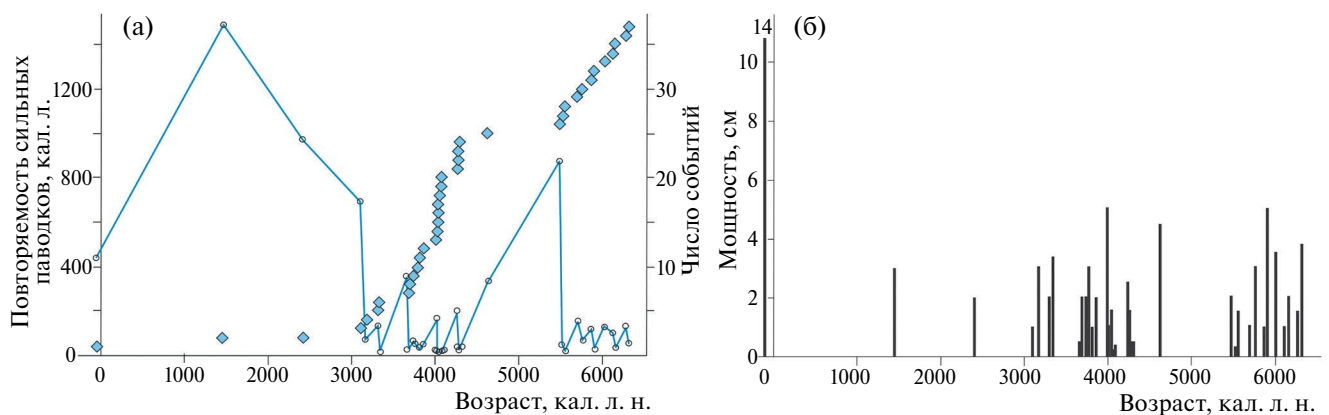 (а)
Повторяемость сильных
паводков, кал. л.
1200
800
400
0
30
20
10
0
Число событий
0 1000 2000 3000 4000 5000 6000
Возраст, кал. л. н.
(б)
14
10
8
6
4
2
0
Мощность, см
0 1000 2000 3000 4000 5000 6000
Возраст, кал. л. н.